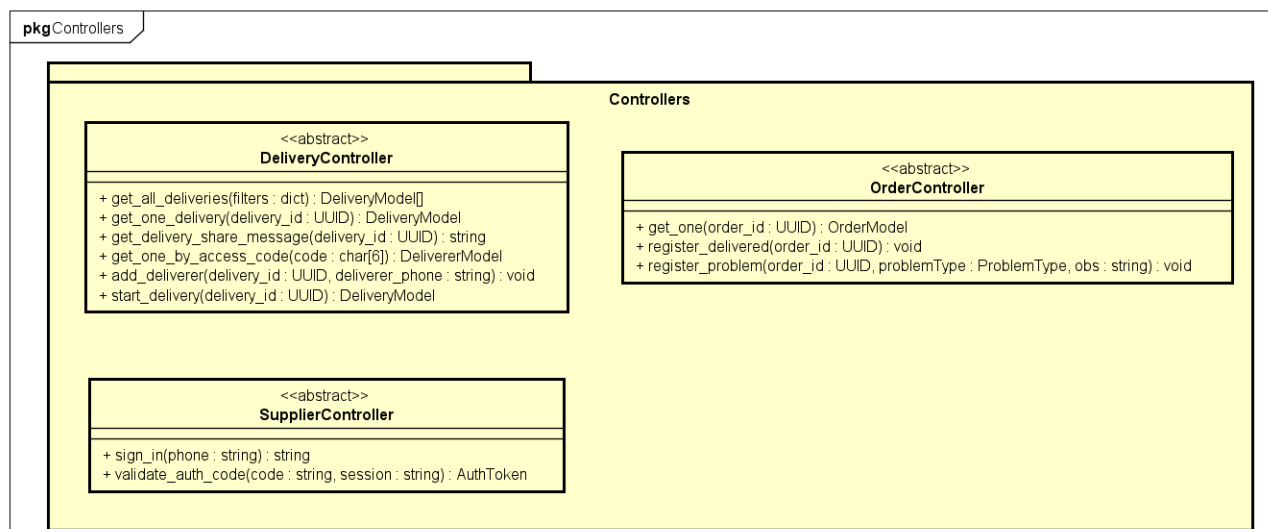 pkgControllers
Controllers
<<abstract>>
DeliveryController
+ get_all_deliveries(filters : dict) : DeliveryModel[]
+ get_one_delivery(delivery_id : UUID) : DeliveryModel
+ get_delivery_share_message(delivery_id : UUID) : string
+ get_one_by_access_code(code : char[6]) : DelivererModel
+ add_deliverer(delivery_id : UUID, deliverer_phone : string) : void
+ start_delivery(delivery_id : UUID) : DeliveryModel
<<abstract>>
OrderController
+ get_one(order_id : UUID) : OrderModel
+ register_delivered(order_id : UUID) : void
+ register_problem(order_id : UUID, problemType : ProblemType, obs : string) : void
<<abstract>>
SupplierController
+ sign_in(phone : string) : string
+ validate_auth_code(code : string, session : string) : AuthToken